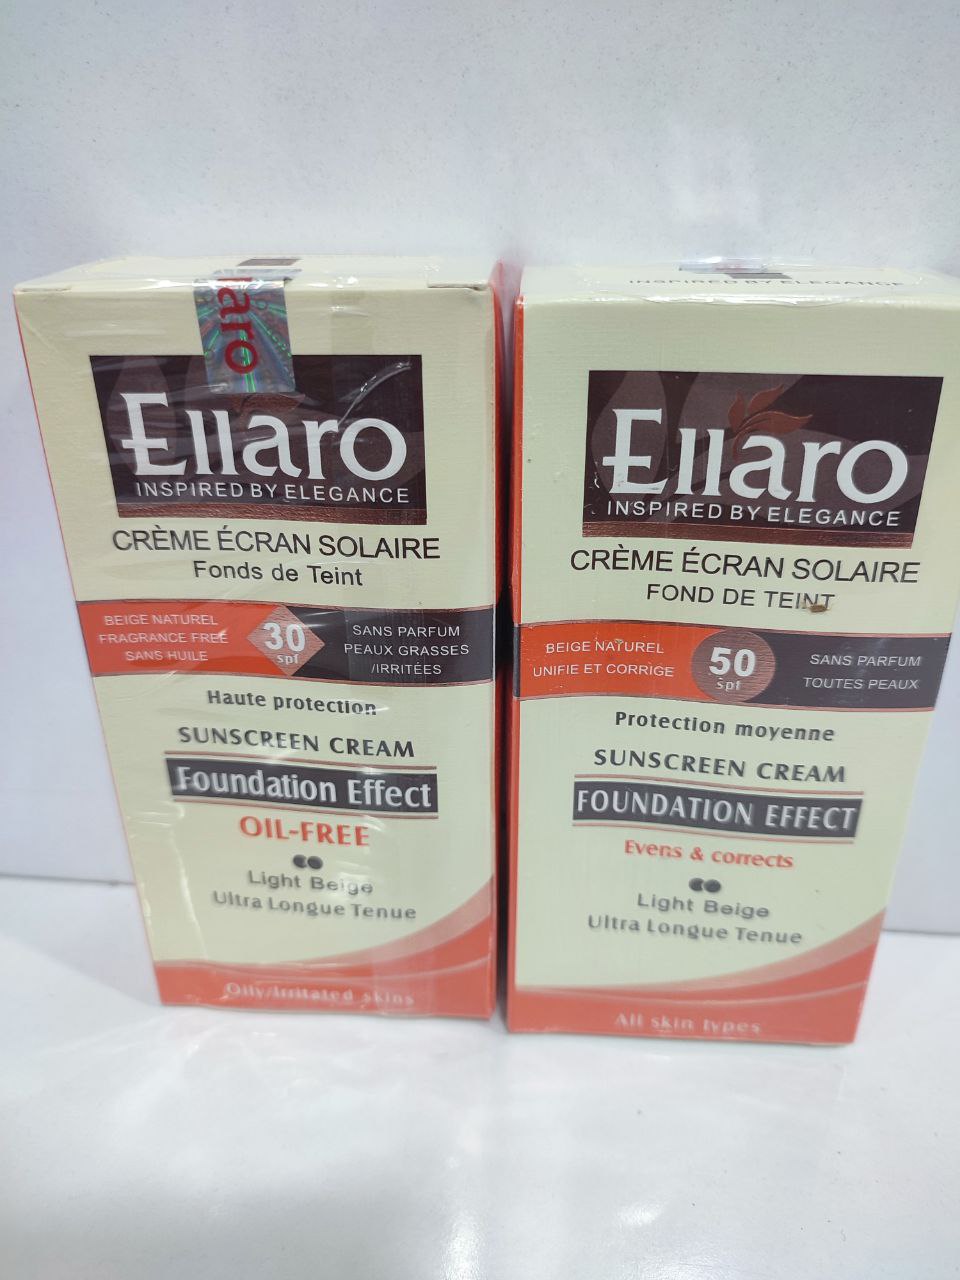 laro
Ellaro
INSPIRED BY ELEGANCE
CRÈME ÉCRAN SOLAIRE
Fonds de Teint
BEIGE NATUREL
FRAGRANCE FREE
SANS HUILE
30
spf
SANS PARFUM
PEAUX GRASSES
/IRRITÉES
Haute protection
SUNSCREEN CREAM
Foundation Effect
OIL-FREE
Light Beige
Ultra Longue Tenue
Oily/Irritated skins
INSPIRED BY ELEGANCE
Ellaro
INSPIRED BY ELEGANCE
CRÈME ÉCRAN SOLAIRE
FOND DE TEINT
BEIGE NATUREL
UNIFIE ET CORRIGE
50
spf
SANS PARFUM
TOUTES PEAUX
Protection moyenne
SUNSCREEN CREAM
FOUNDATION EFFECT
Evens & corrects
Light Beige
Ultra Longue Tenue
All skin types